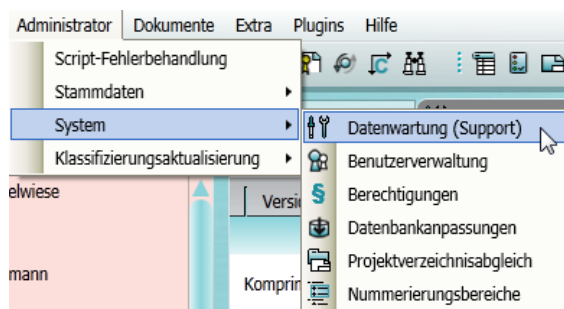 Administrator Dokumente Extra Plugins Hilfe
Script-Fehlerbehandlung
Stammdaten
System
Datenwartung (Support)
Klassifizierungsaktualisierung
Benutzerverwaltung
elwiese
Versi
Berechtigungen
Datenbankanpassungen
Projektverzeichnisabgleich
mann
Komprin
Nummerierungsbereiche